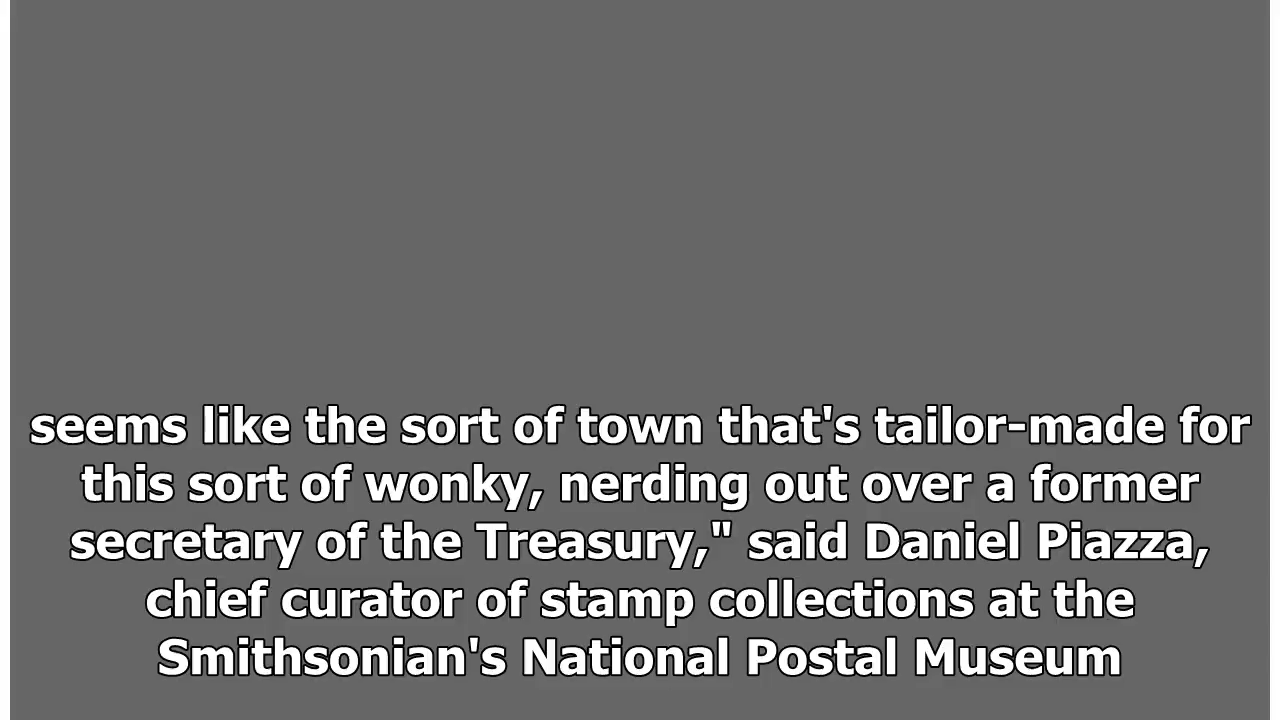 seems like the sort of town that's tailor-made for
this sort of wonky, nerding out over a former
secretary of the Treasury," said Daniel Piazza,
chief curator of stamp collections at the
Smithsonian's National Postal Museum